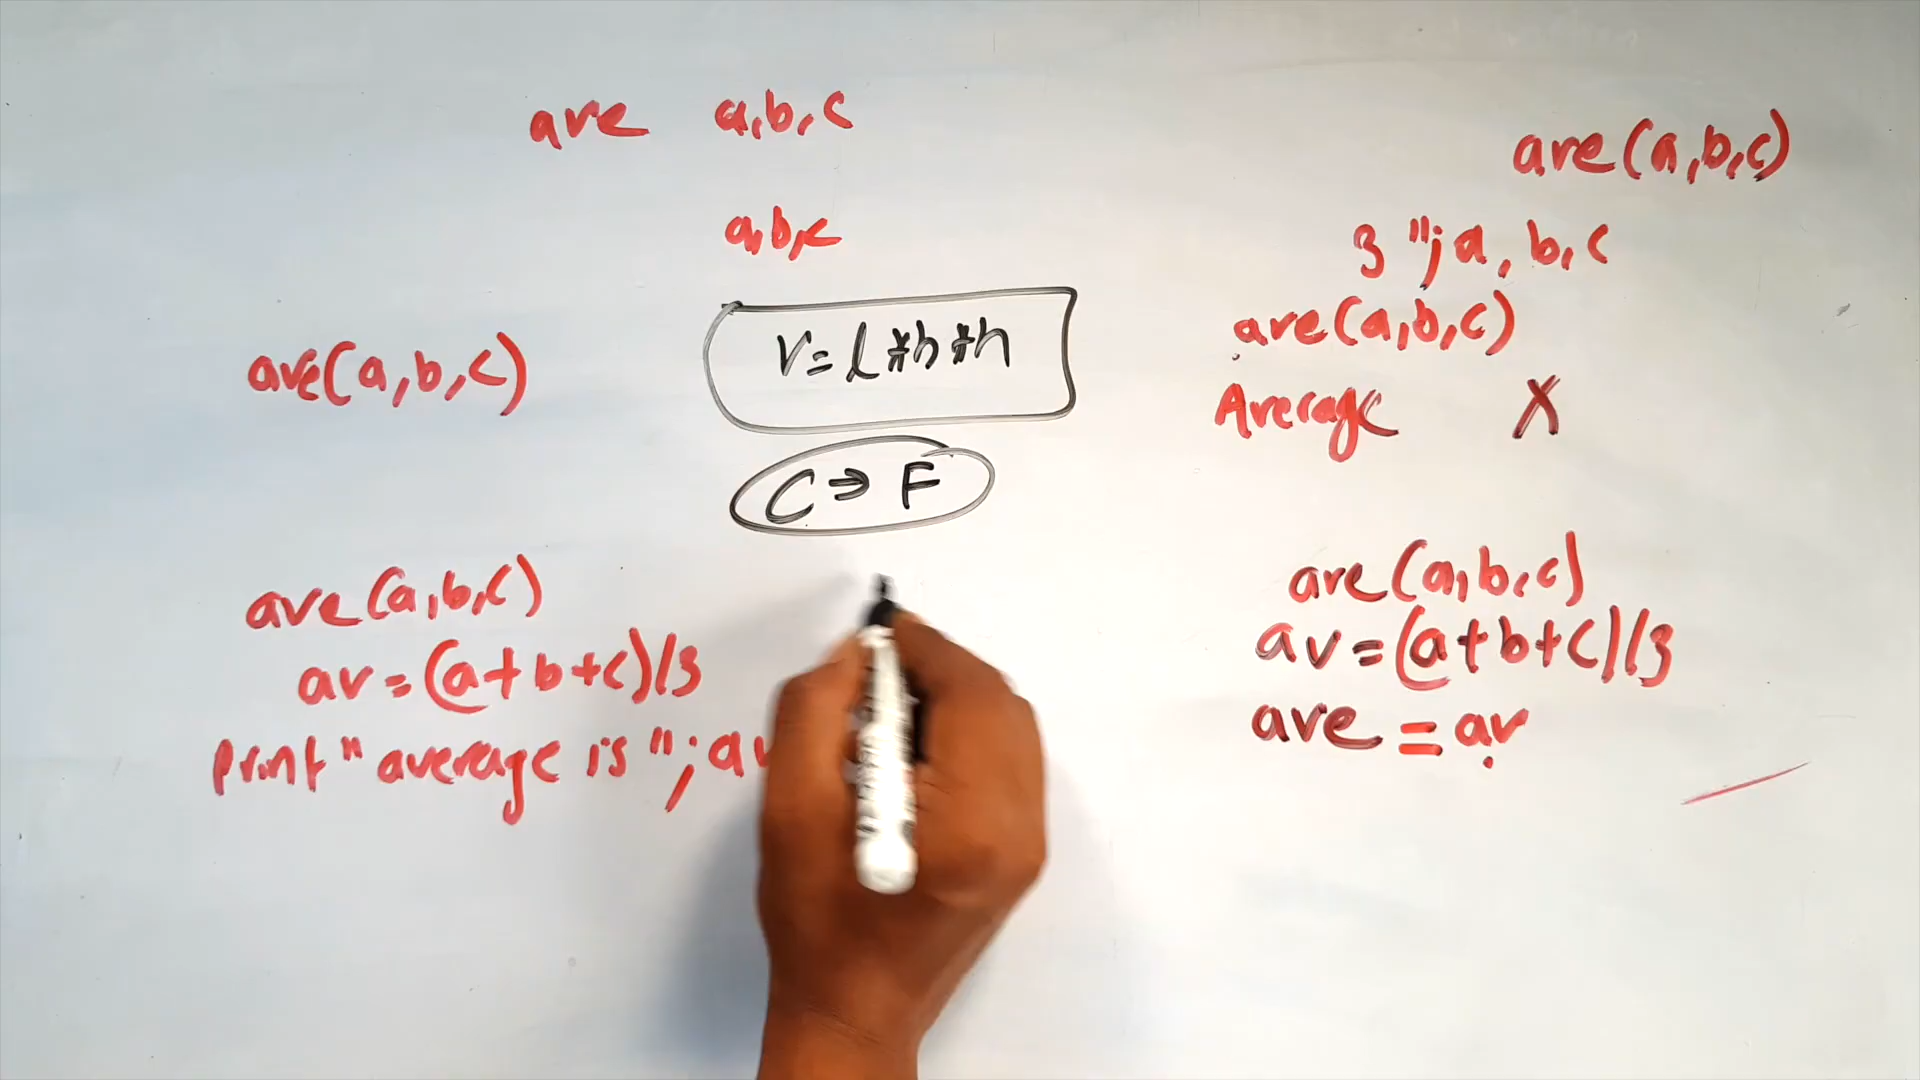 ave a,b,c
a,b,c
ave(a,b,c)
V=l*b*h
C→F
ave(a,b,c)
av=(a+b+c)/3
Print "average is ";av
are(a,b,c)
3 ";a,b,c
are(a,b,c)
Average X
are(a,b,c)
av=(a+b+c)/3
ave = av